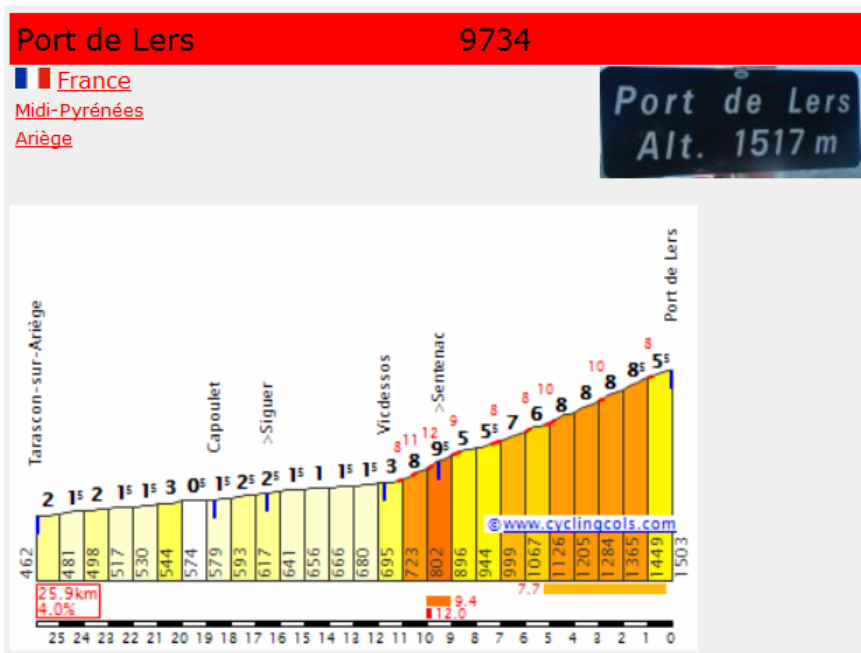 Port de Lers 9734
France
Midi-Pyrénées
Ariège
Port de Lers
Alt. 1517 m
Tarascon-sur-Ariège
Capoulet
>Siguer
Vicdessos
>Sentenac
Port de Lers
2 1⁵ 2 1⁵ 1⁵ 3 0⁵ 1⁵ 2⁵ 2⁵ 1⁵ 1 1⁵ 1⁵ 3 8 9⁵ 5 5⁵ 7 6 8 8 8 8⁵ 5⁵
8 11 12 9 8 8 10 10 8
©www.cyclingcols.com
462 481 498 517 530 544 574 579 593 617 641 656 666 680 695 723 802 896 944 999 1067 1126 1205 1284 1365 1449 1503
25.9km
4.0%
7.7
9.4
12.0
25 24 23 22 21 20 19 18 17 16 15 14 13 12 11 10 9 8 7 6 5 4 3 2 1 0